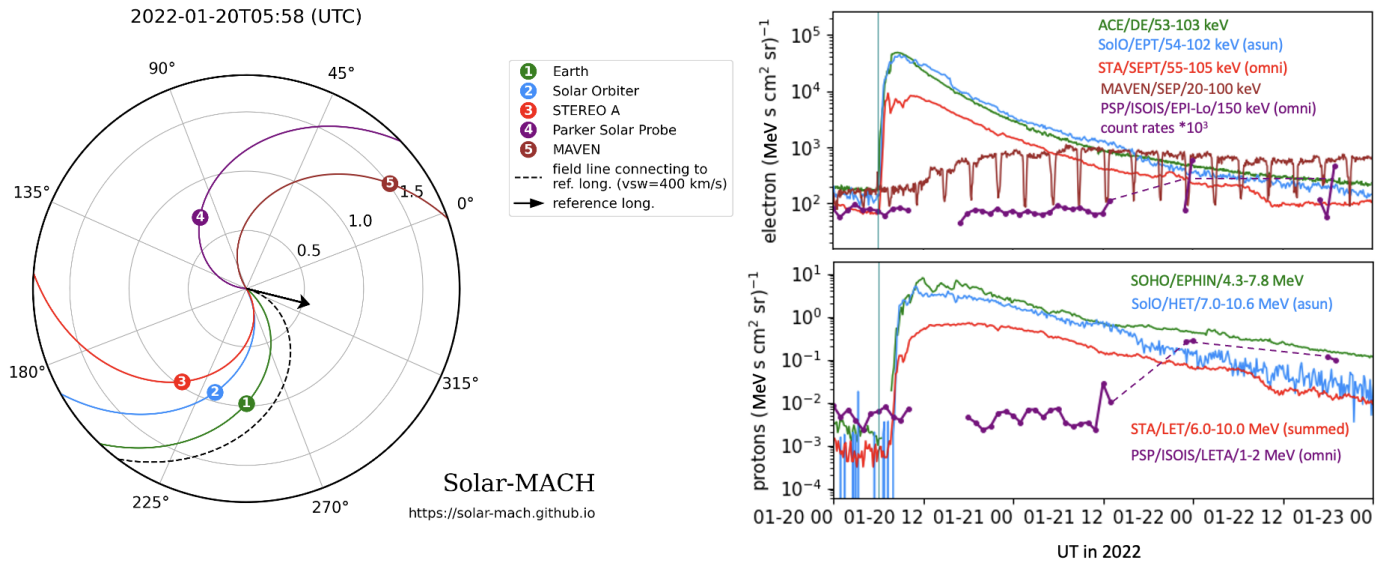 2022-01-20T05:58 (UTC)
90°
45°
135°
0°
180°
315°
225°
270°
0.5
1.0
1.5
1
2
3
4
5
1 Earth
2 Solar Orbiter
3 STEREO A
4 Parker Solar Probe
5 MAVEN
field line connecting to
ref. long. (vsw=400 km/s)
reference long.
Solar-MACH
https://solar-mach.github.io
electron (MeV s cm² sr)⁻¹
10⁵
10⁴
10³
10²
ACE/DE/53-103 keV
SolO/EPT/54-102 keV (asun)
STA/SEPT/55-105 keV (omni)
MAVEN/SEP/20-100 keV
PSP/ISOIS/EPI-Lo/150 keV (omni)
count rates *10³
protons (MeV s cm² sr)⁻¹
10¹
10⁰
10⁻¹
10⁻²
10⁻³
10⁻⁴
SOHO/EPHIN/4.3-7.8 MeV
SolO/HET/7.0-10.6 MeV (asun)
STA/LET/6.0-10.0 MeV (summed)
PSP/ISOIS/LETA/1-2 MeV (omni)
01-20 00 01-20 12 01-21 00 01-21 12 01-22 00 01-22 12 01-23 00
UT in 2022